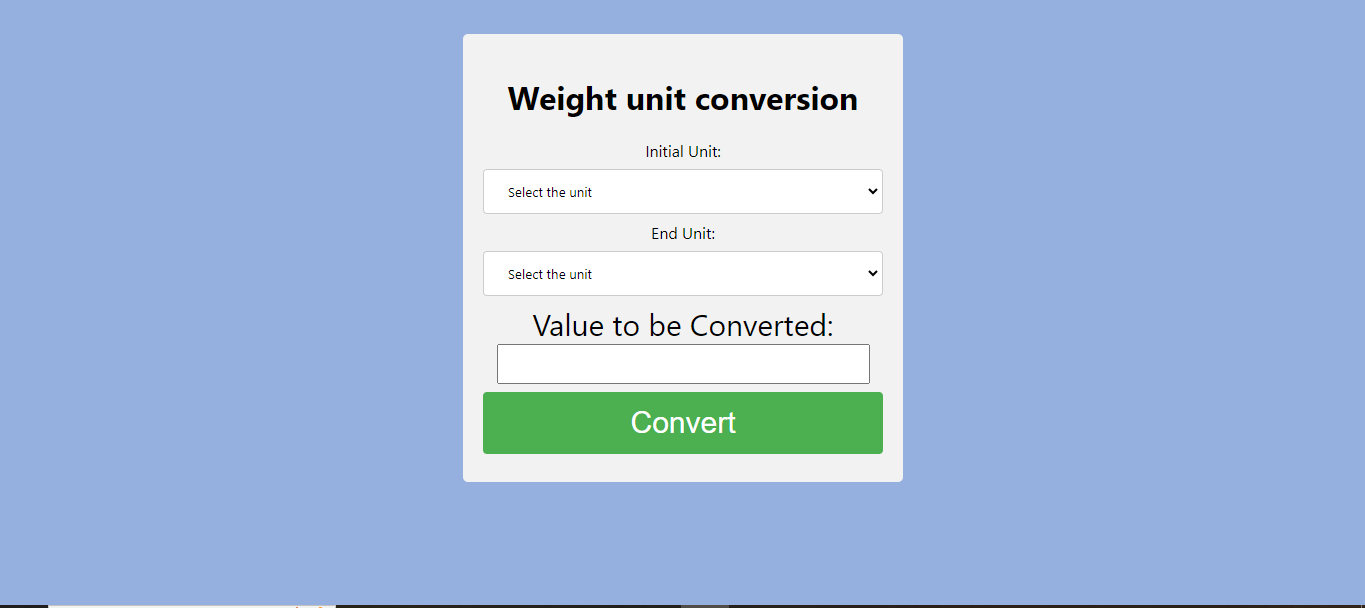 Weight unit conversion
Initial Unit:
Select the unit
End Unit:
Select the unit
Value to be Converted:
Convert